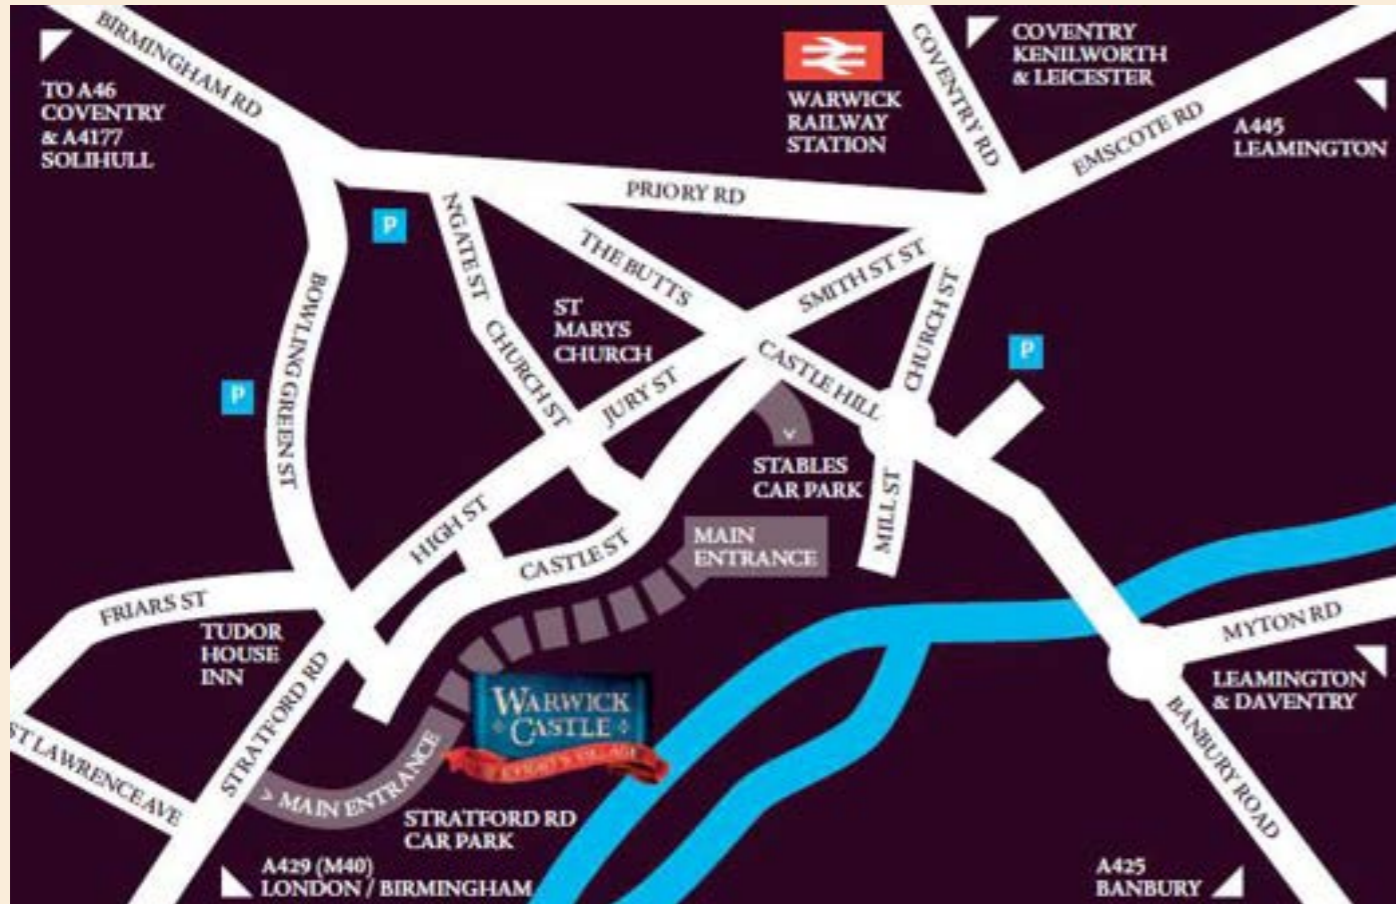 BIRMINGHAM RD
TO A46
COVENTRY
& A4177
SOLIHULL
WARWICK
RAILWAY
STATION
COVENTRY RD
COVENTRY
KENILWORTH
& LEICESTER
EMSCOTE RD
A445
LEAMINGTON
PRIORY RD
P
N'GATE ST
THE BUTTS
SMITH ST ST
BOWLING GREEN ST
ST
MARYS
CHURCH
CHURCH ST
CHURCH ST
P
P
JURY ST
CASTLE HILL
STABLES
CAR PARK
MILL ST
HIGH ST
CASTLE ST
MAIN
ENTRANCE
FRIARS ST
TUDOR
HOUSE
INN
MYTON RD
LEAMINGTON
& DAVENTRY
STRATFORD RD
WARWICK
CASTLE
ST LAWRENCE AVE
MAIN ENTRANCE
STRATFORD RD
CAR PARK
BANBURY ROAD
A429 (M40)
LONDON / BIRMINGHAM
A425
BANBURY